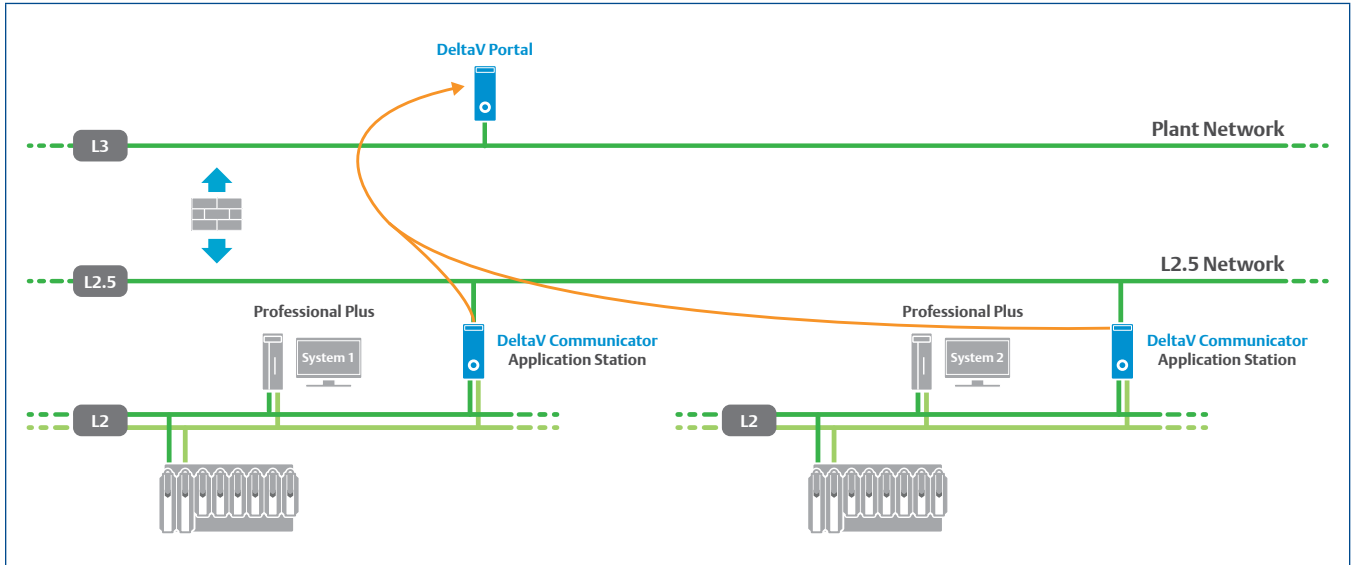 DeltaV Portal
Plant Network
L3
L2.5 Network
L2.5
Professional Plus
System 1
DeltaV Communicator
Application Station
Professional Plus
System 2
DeltaV Communicator
Application Station
L2
L2